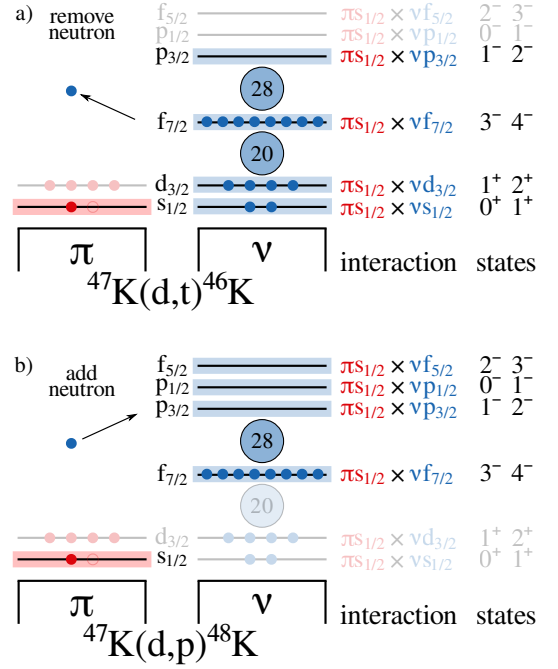 a) remove neutron
f5/2 πs1/2 × νf5/2 2⁻ 3⁻
p1/2 πs1/2 × νp1/2 0⁻ 1⁻
p3/2 πs1/2 × νp3/2 1⁻ 2⁻
28
f7/2 πs1/2 × νf7/2 3⁻ 4⁻
20
d3/2 πs1/2 × νd3/2 1⁺ 2⁺
s1/2 πs1/2 × νs1/2 0⁺ 1⁺
π ν interaction states
⁴⁷K(d,t)⁴⁶K
b) add neutron
f5/2 πs1/2 × νf5/2 2⁻ 3⁻
p1/2 πs1/2 × νp1/2 0⁻ 1⁻
p3/2 πs1/2 × νp3/2 1⁻ 2⁻
28
f7/2 πs1/2 × νf7/2 3⁻ 4⁻
20
d3/2 πs1/2 × νd3/2 1⁺ 2⁺
s1/2 πs1/2 × νs1/2 0⁺ 1⁺
π ν interaction states
⁴⁷K(d,p)⁴⁸K